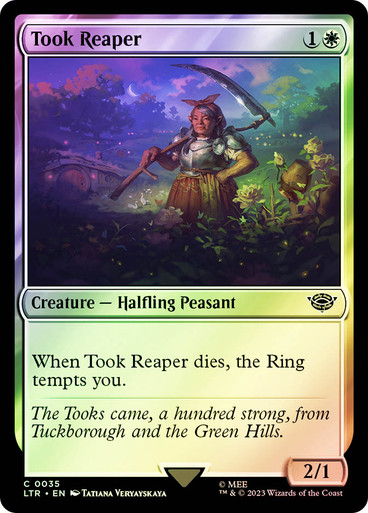 Took Reaper 1
Creature — Halfling Peasant
When Took Reaper dies, the Ring
tempts you.
The Tooks came, a hundred strong, from
Tuckborough and the Green Hills.
2/1
C 0035
LTR • EN Tatiana Veryayskaya
© MEE
™ & © 2023 Wizards of the Coast